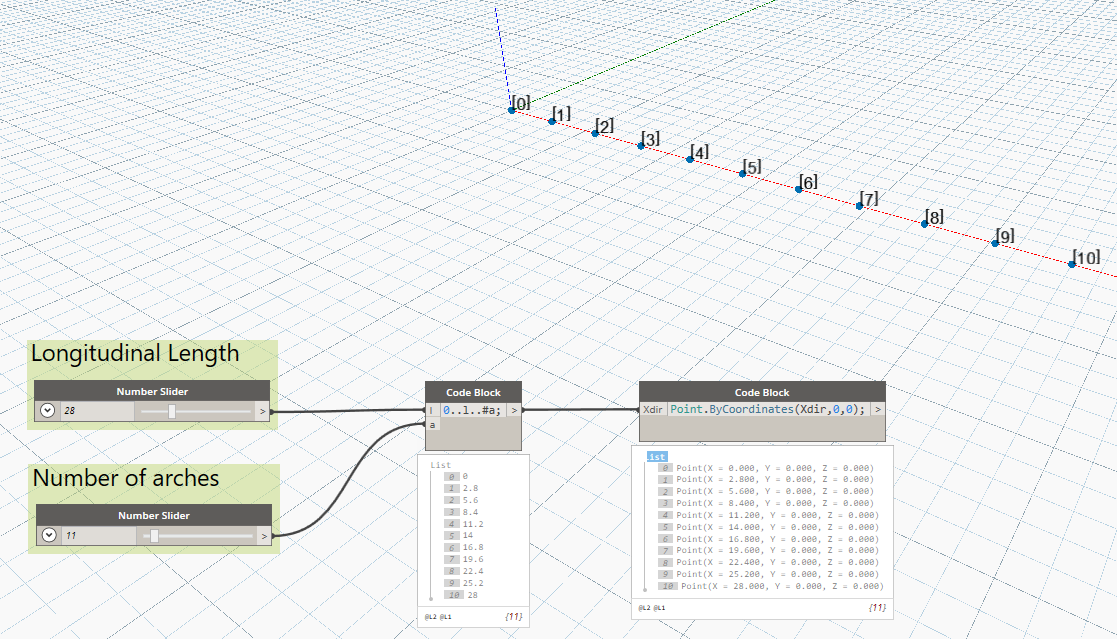 [0]
[1]
[2]
[3]
[4]
[5]
[6]
[7]
[8]
[9]
[10]
Longitudinal Length
Number Slider
28 >
Number of arches
Number Slider
11 >
Code Block
l 0..l..#a; >
a
List
0 0
1 2.8
2 5.6
3 8.4
4 11.2
5 14
6 16.8
7 19.6
8 22.4
9 25.2
10 28
@L2 @L1 {11}
Code Block
Xdir Point.ByCoordinates(Xdir,0,0); >
List
0 Point(X = 0.000, Y = 0.000, Z = 0.000)
1 Point(X = 2.800, Y = 0.000, Z = 0.000)
2 Point(X = 5.600, Y = 0.000, Z = 0.000)
3 Point(X = 8.400, Y = 0.000, Z = 0.000)
4 Point(X = 11.200, Y = 0.000, Z = 0.000)
5 Point(X = 14.000, Y = 0.000, Z = 0.000)
6 Point(X = 16.800, Y = 0.000, Z = 0.000)
7 Point(X = 19.600, Y = 0.000, Z = 0.000)
8 Point(X = 22.400, Y = 0.000, Z = 0.000)
9 Point(X = 25.200, Y = 0.000, Z = 0.000)
10 Point(X = 28.000, Y = 0.000, Z = 0.000)
@L2 @L1 {11}